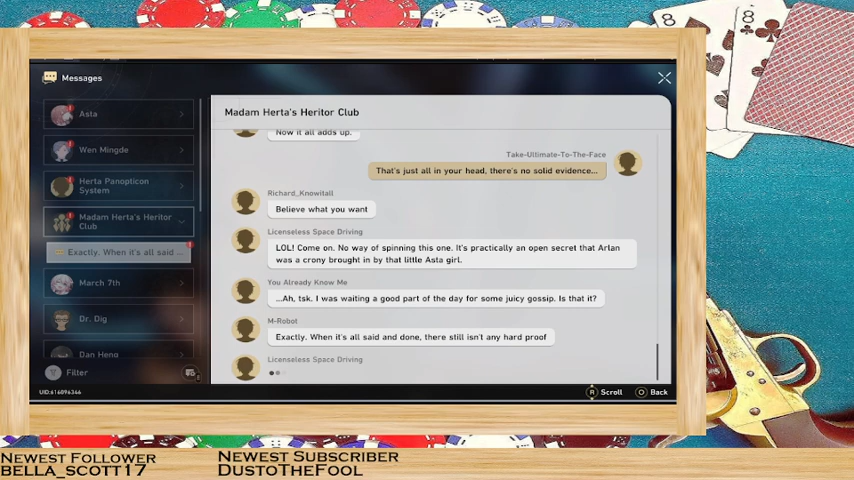 Messages
Asta
Wen Mingde
Herta Panopticon
System
Madam Herta's Heritor
Club
Exactly. When it's all said ...
March 7th
Dr. Dig
Dan Heng
Filter
Madam Herta's Heritor Club
Now it all adds up.
Take-Ultimate-To-The-Face
That's just all in your head, there's no solid evidence...
Richard_Knowitall
Believe what you want
Licenseless Space Driving
LOL! Come on. No way of spinning this one. It's practically an open secret that Arlan
was a crony brought in by that little Asta girl.
You Already Know Me
...Ah, tsk. I was waiting a good part of the day for some juicy gossip. Is that it?
M-Robot
Exactly. When it's all said and done, there still isn't any hard proof
Licenseless Space Driving
UID:616096346
R Scroll
Back
8
8
Newest Follower
bella_scott17
Newest Subscriber
DustoTheFool